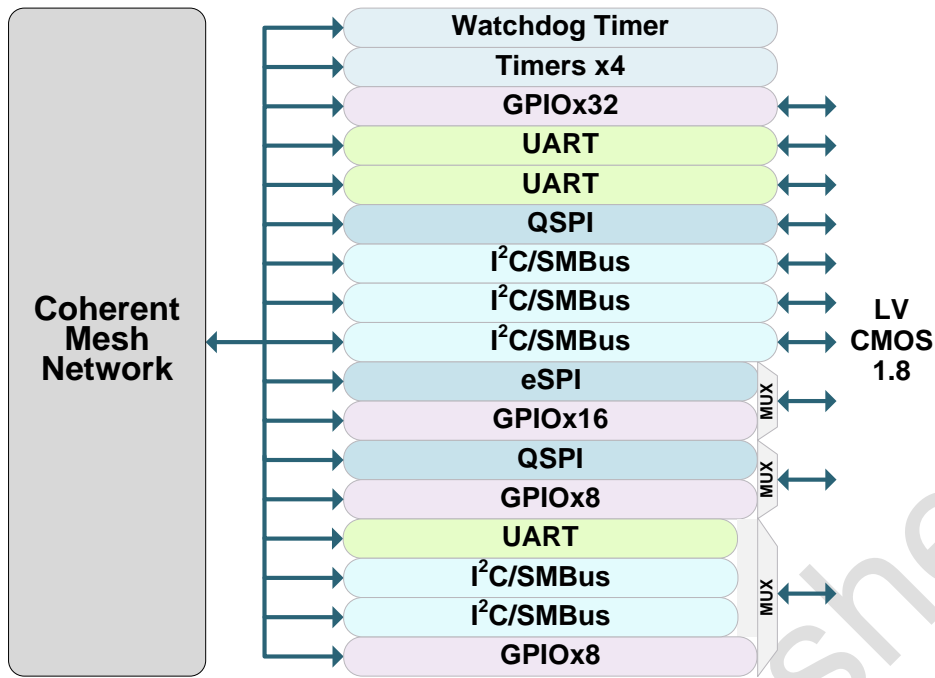 Coherent
Mesh
Network
Watchdog Timer
Timers x4
GPIOx32
UART
UART
QSPI
I²C/SMBus
I²C/SMBus
I²C/SMBus
eSPI
GPIOx16
MUX
QSPI
GPIOx8
MUX
UART
I²C/SMBus
I²C/SMBus
GPIOx8
MUX
LV
CMOS
1.8